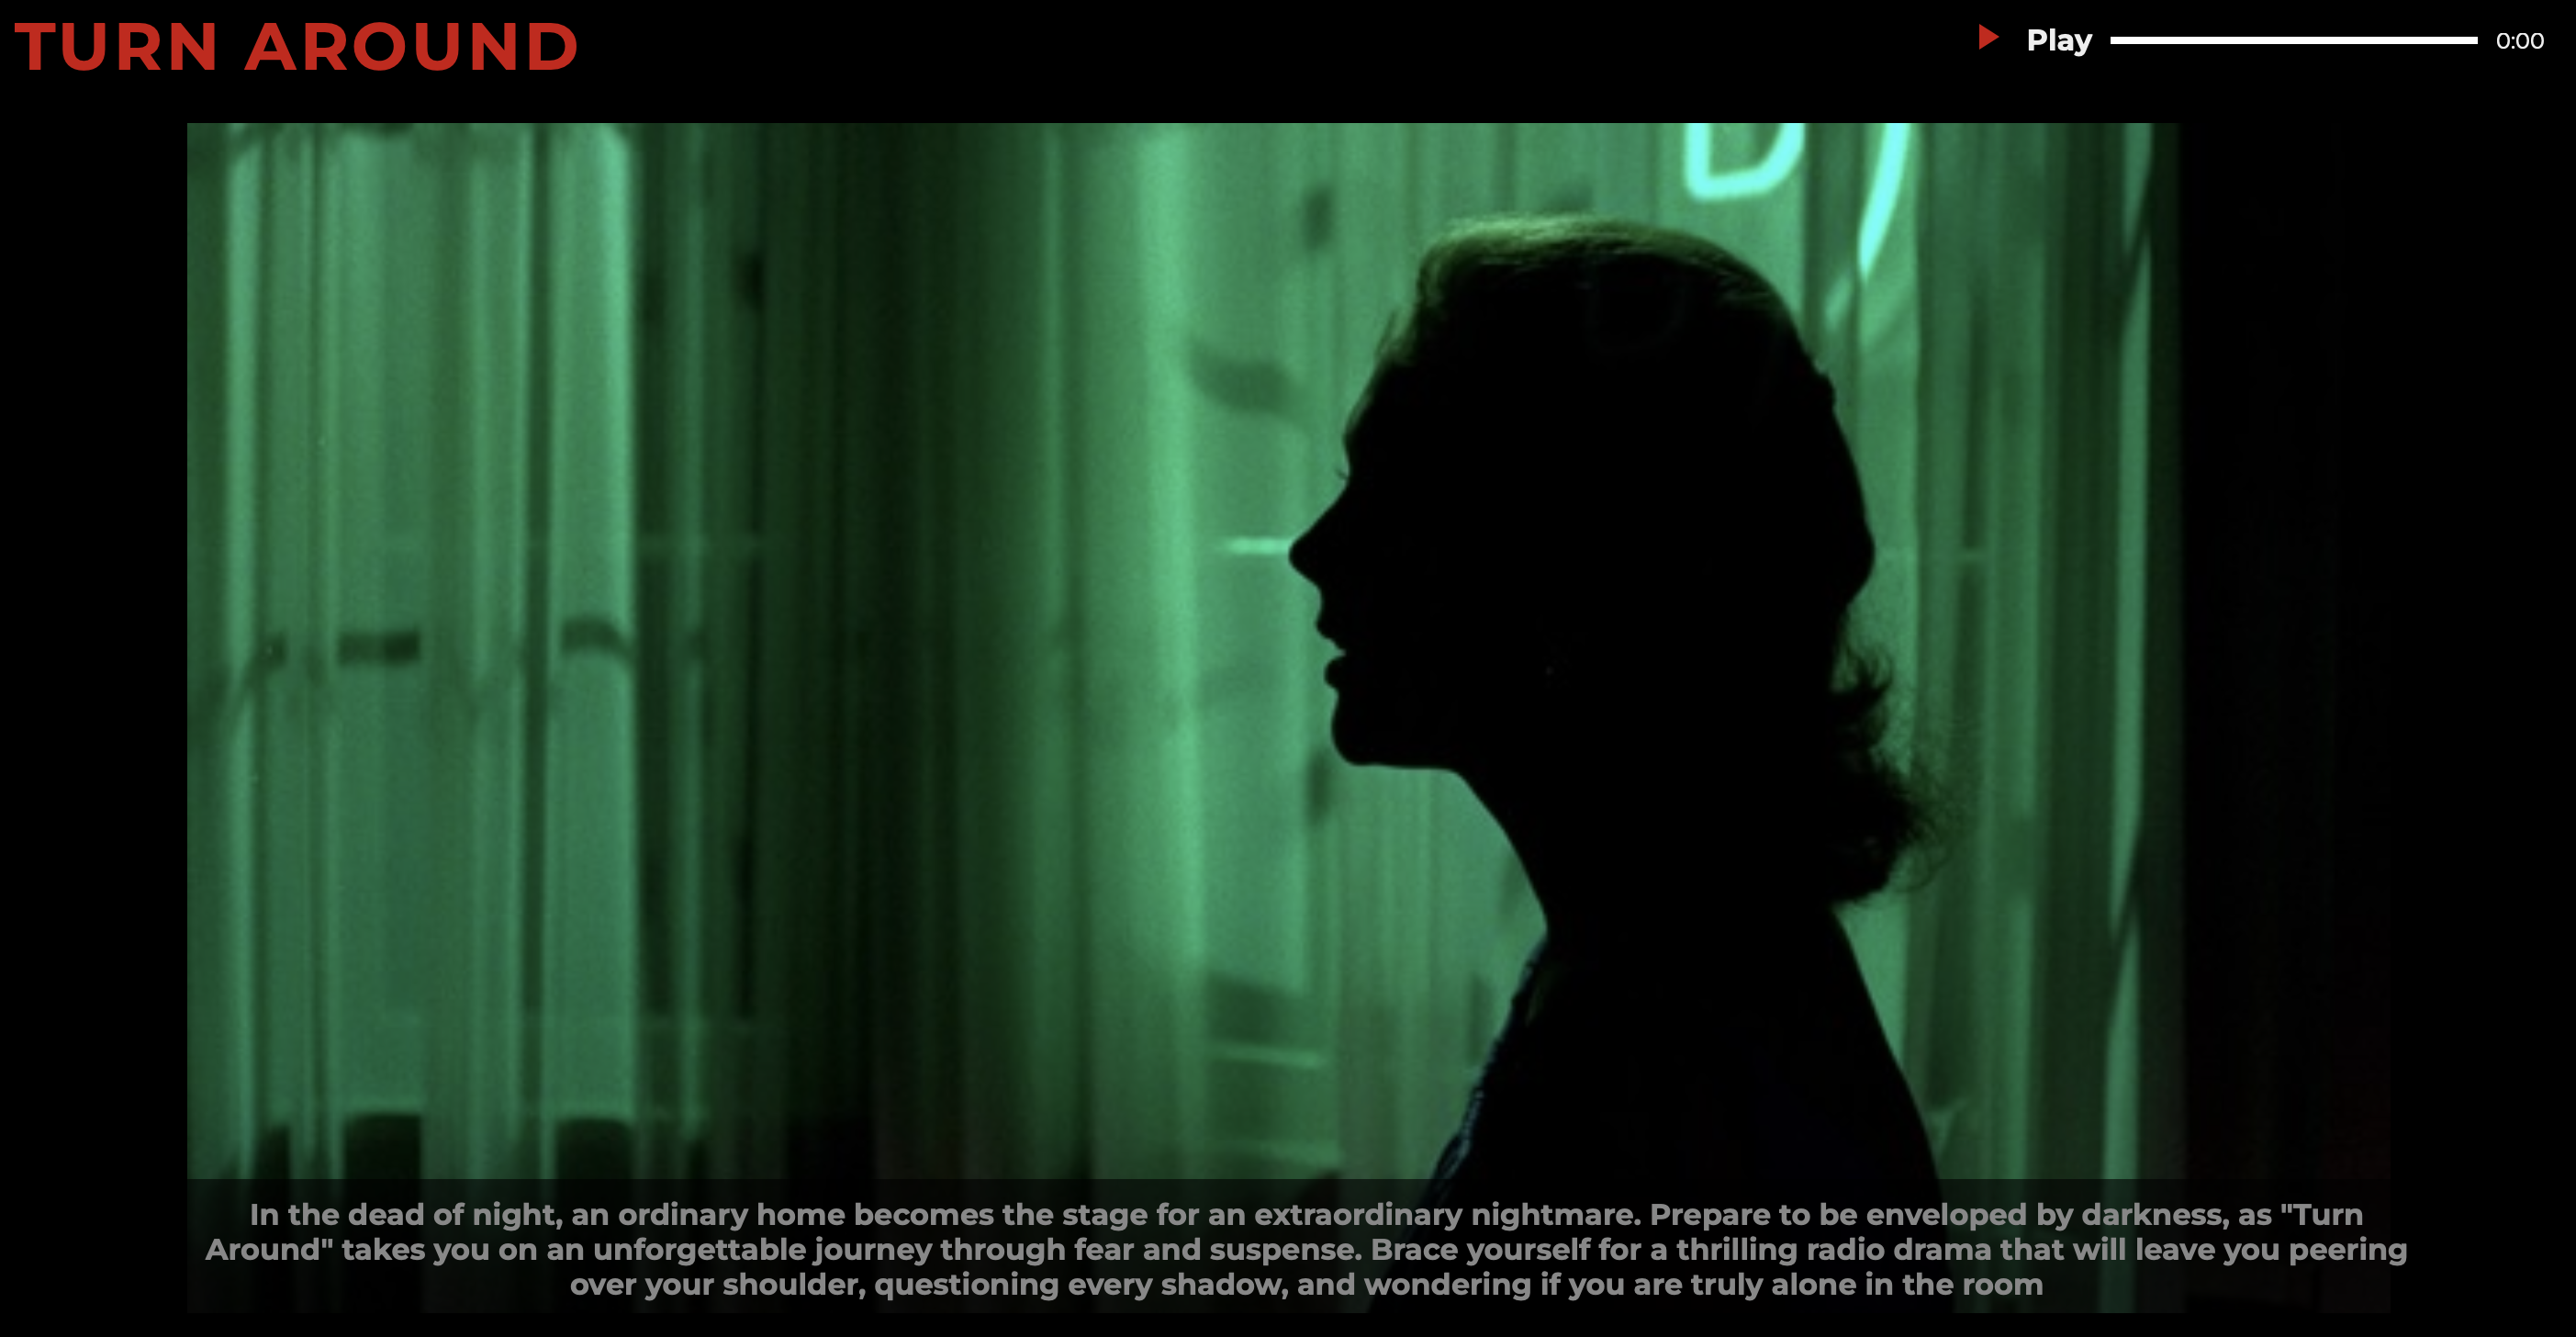 TURN AROUND
Play
0:00
In the dead of night, an ordinary home becomes the stage for an extraordinary nightmare. Prepare to be enveloped by darkness, as "Turn
Around" takes you on an unforgettable journey through fear and suspense. Brace yourself for a thrilling radio drama that will leave you peering
over your shoulder, questioning every shadow, and wondering if you are truly alone in the room